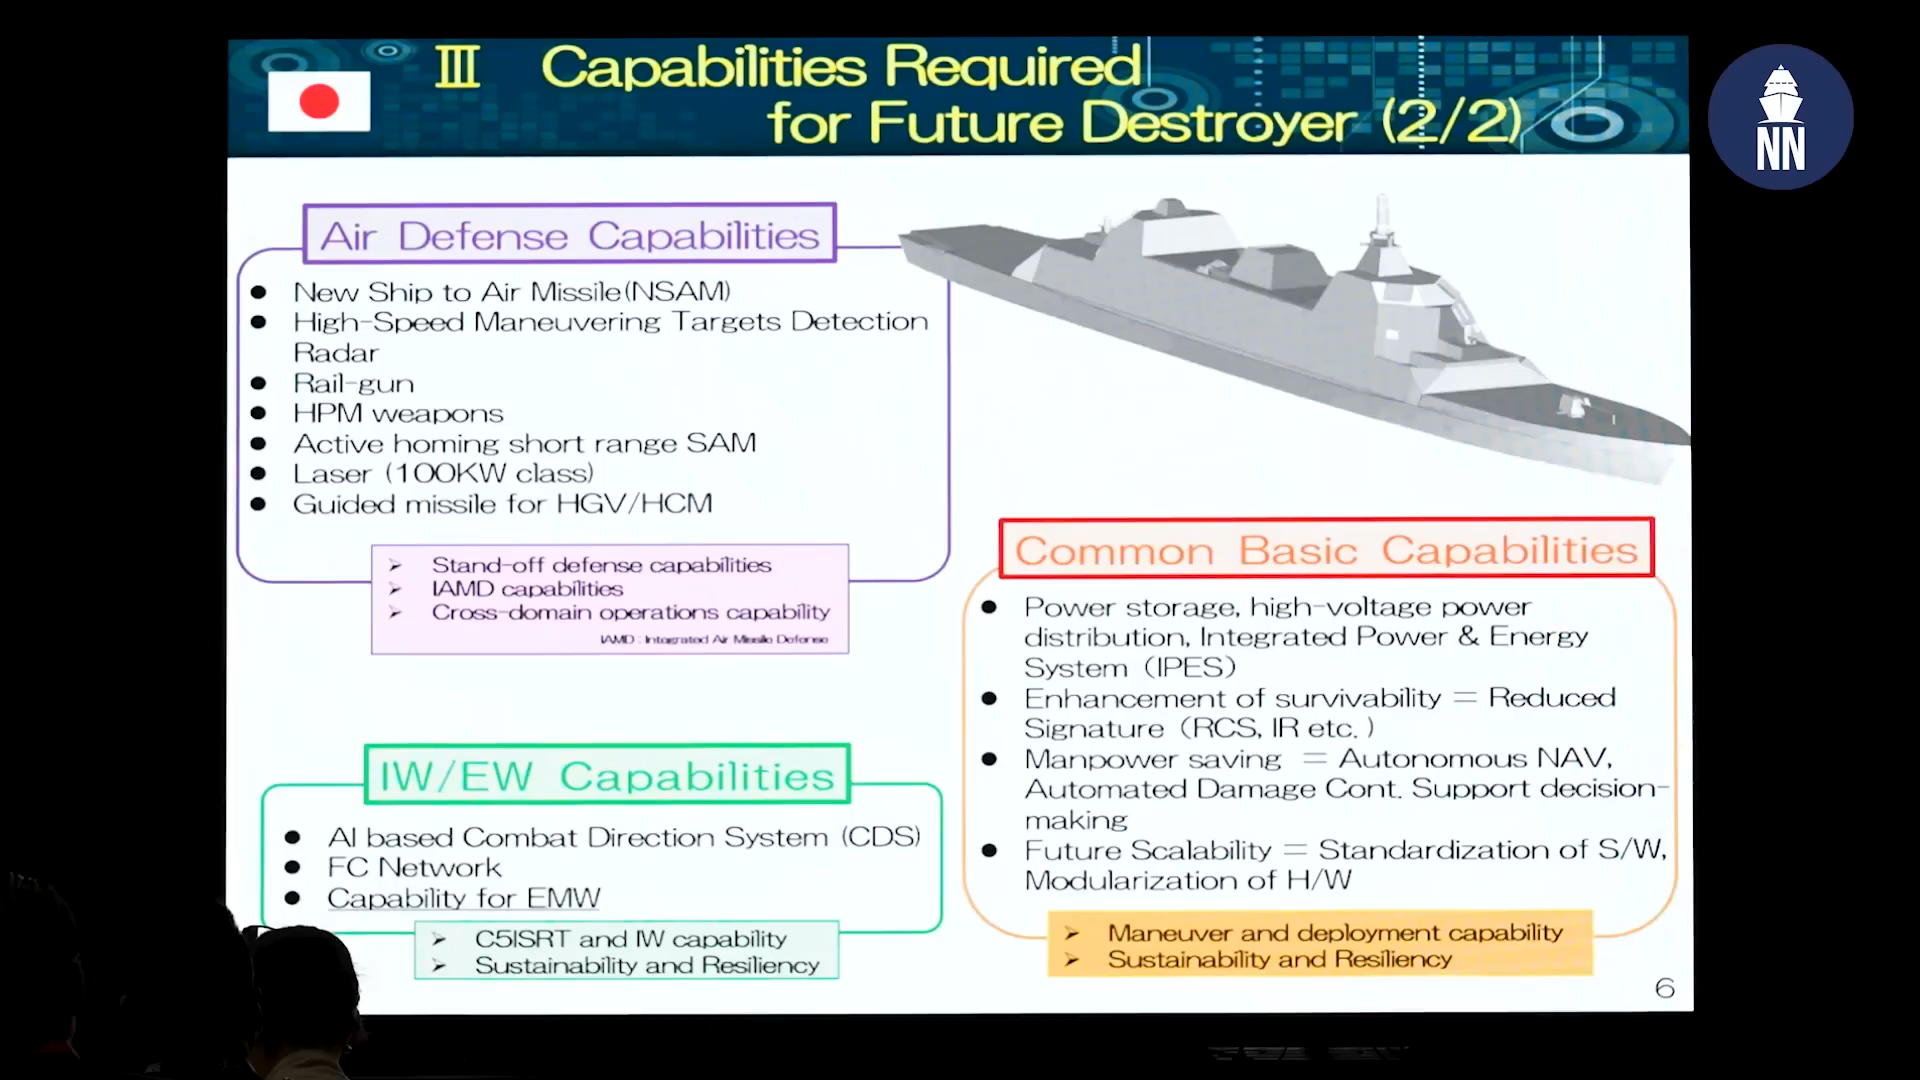 Ⅲ Capabilities Required
for Future Destroyer (2/2)
NN
Air Defense Capabilities
● New Ship to Air Missile(NSAM)
● High-Speed Maneuvering Targets Detection
Radar
● Rail-gun
● HPM weapons
● Active homing short range SAM
● Laser (100KW class)
● Guided missile for HGV/HCM
➢ Stand-off defense capabilities
➢ IAMD capabilities
➢ Cross-domain operations capability
IAMD : Integrated Air Missile Defense
IW/EW Capabilities
● AI based Combat Direction System (CDS)
● FC Network
● Capability for EMW
➢ C5ISRT and IW capability
➢ Sustainability and Resiliency
Common Basic Capabilities
● Power storage, high-voltage power
distribution, Integrated Power & Energy
System (IPES)
● Enhancement of survivability = Reduced
Signature (RCS, IR etc. )
● Manpower saving = Autonomous NAV,
Automated Damage Cont. Support decision-
making
● Future Scalability = Standardization of S/W,
Modularization of H/W
➢ Maneuver and deployment capability
➢ Sustainability and Resiliency
6